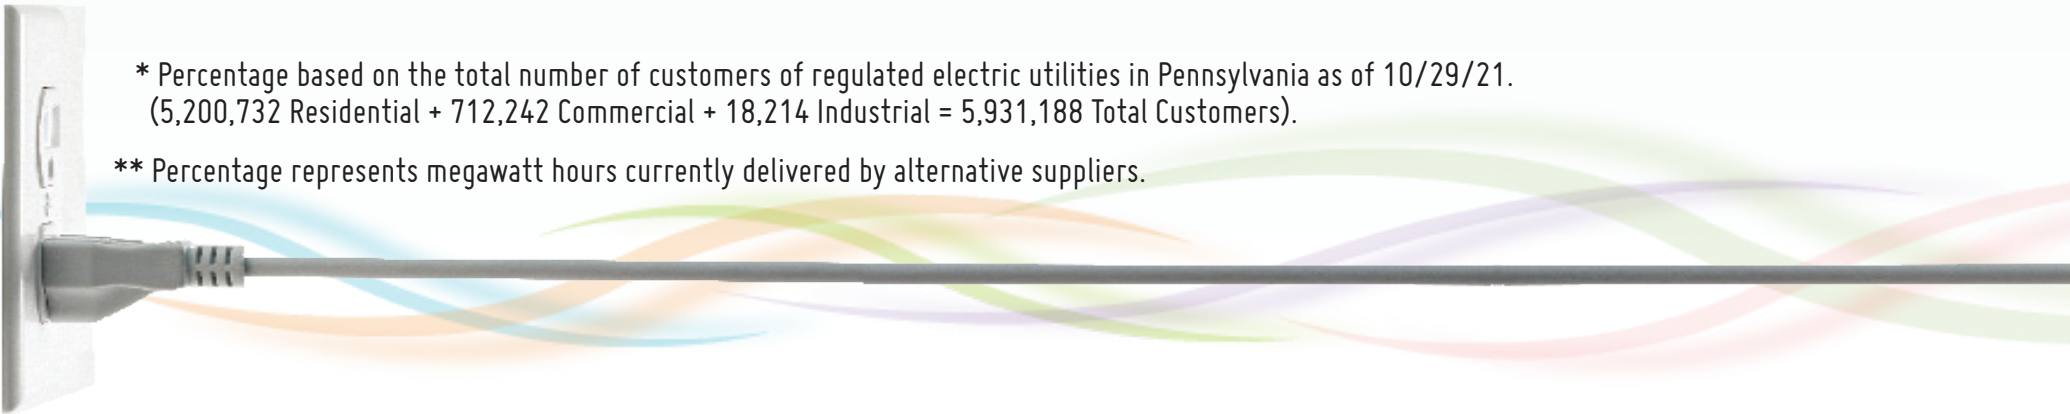 * Percentage based on the total number of customers of regulated electric utilities in Pennsylvania as of 10/29/21.
(5,200,732 Residential + 712,242 Commercial + 18,214 Industrial = 5,931,188 Total Customers).
** Percentage represents megawatt hours currently delivered by alternative suppliers.